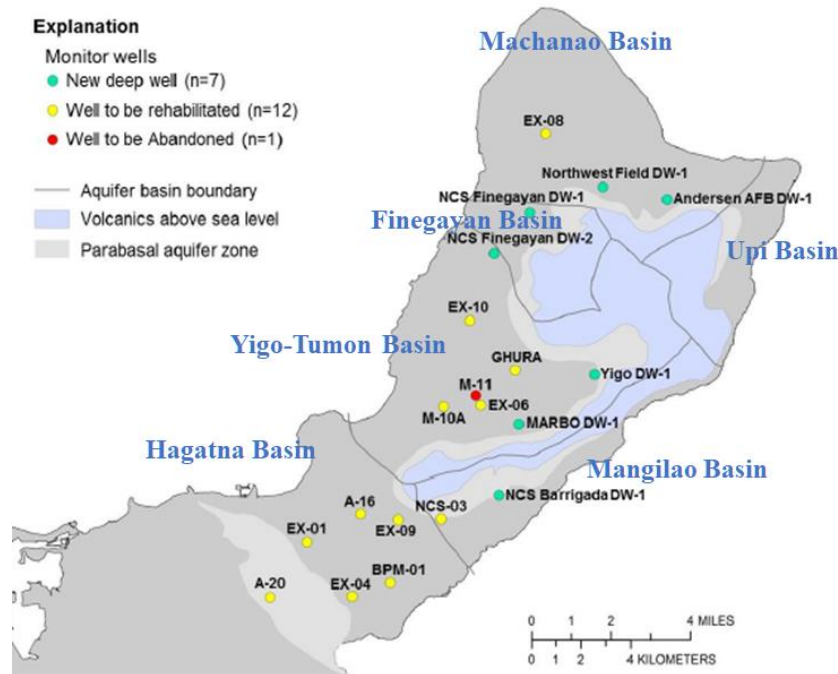 Explanation
Monitor wells
New deep well (n=7)
Well to be rehabilitated (n=12)
Well to be Abandoned (n=1)
Aquifer basin boundary
Volcanics above sea level
Parabasal aquifer zone
Machanao Basin
EX-08
Northwest Field DW-1
NCS Finegayan DW-1
Andersen AFB DW-1
Finegayan Basin
NCS Finegayan DW-2
Upi Basin
EX-10
Yigo-Tumon Basin
GHURA
Yigo DW-1
M-11
M-10A
EX-06
MARBO DW-1
Hagatna Basin
Mangilao Basin
NCS Barrigada DW-1
A-16
NCS-03
EX-01
EX-09
BPM-01
A-20
EX-04
0 1 2 4 MILES
0 1 2 4 KILOMETERS